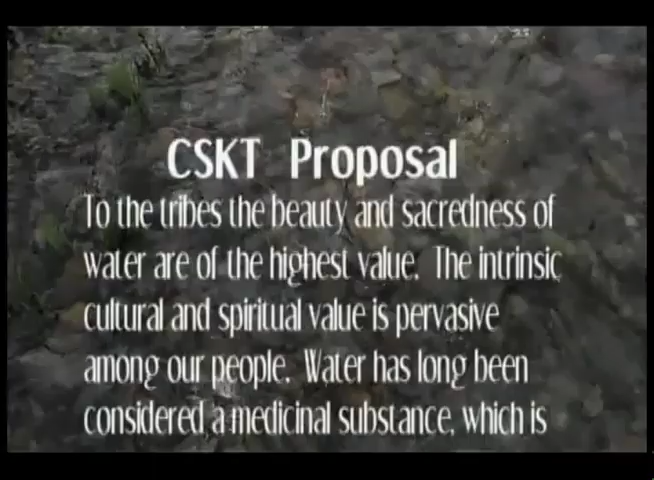 CSKT Proposal
To the tribes the beauty and sacredness of
water are of the highest value. The intrinsic
cultural and spiritual value is pervasive
among our people. Water has long been
considered a medicinal substance, which is